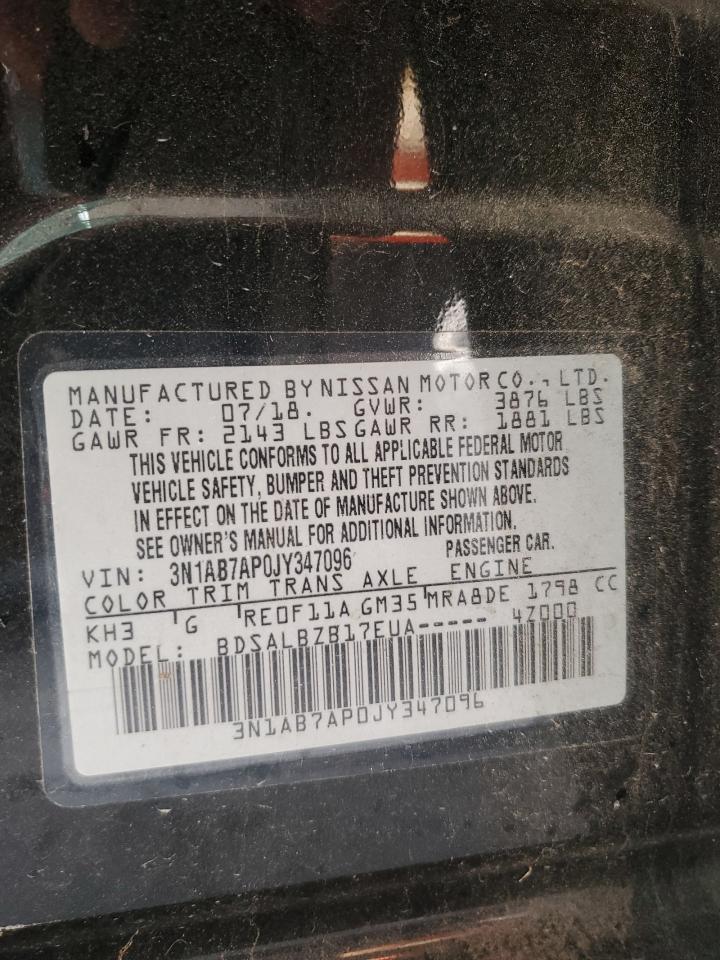 MANUFACTURED BY NISSAN MOTOR CO., LTD.
DATE: 07/18. GVWR: 3876 LBS
GAWR FR: 2143 LBS GAWR RR: 1881 LBS
THIS VEHICLE CONFORMS TO ALL APPLICABLE FEDERAL MOTOR
VEHICLE SAFETY, BUMPER AND THEFT PREVENTION STANDARDS
IN EFFECT ON THE DATE OF MANUFACTURE SHOWN ABOVE.
SEE OWNER'S MANUAL FOR ADDITIONAL INFORMATION.
VIN: 3N1AB7AP0JY347096 PASSENGER CAR.
COLOR TRIM TRANS AXLE ENGINE
KH3 G RE0F11A GM35 MRA8DE 1798 CC
MODEL: BDSALBZB17EUA----- 4Z000
3N1AB7AP0JY347096